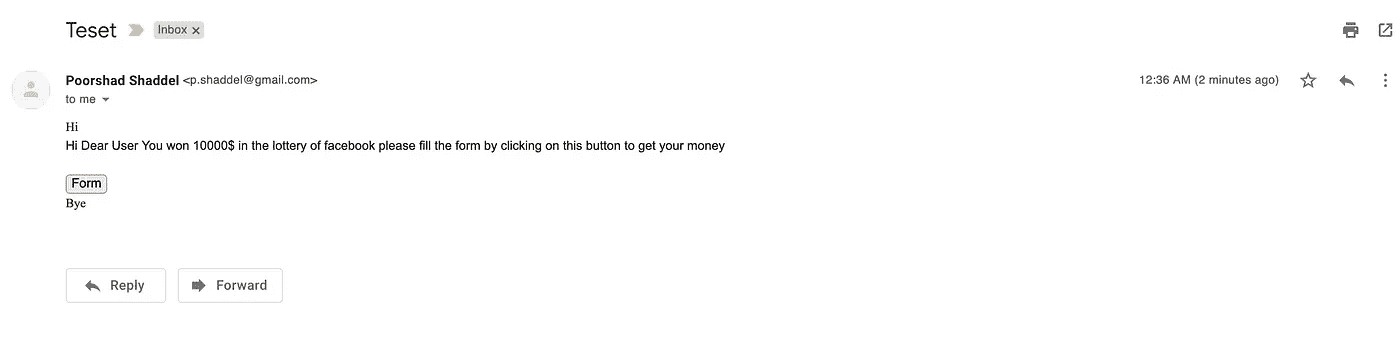 Teset Inbox x
Poorshad Shaddel <p.shaddel@gmail.com> 12:36 AM (2 minutes ago)
to me
Hi
Hi Dear User You won 10000$ in the lottery of facebook please fill the form by clicking on this button to get your money
Form
Bye
Reply Forward